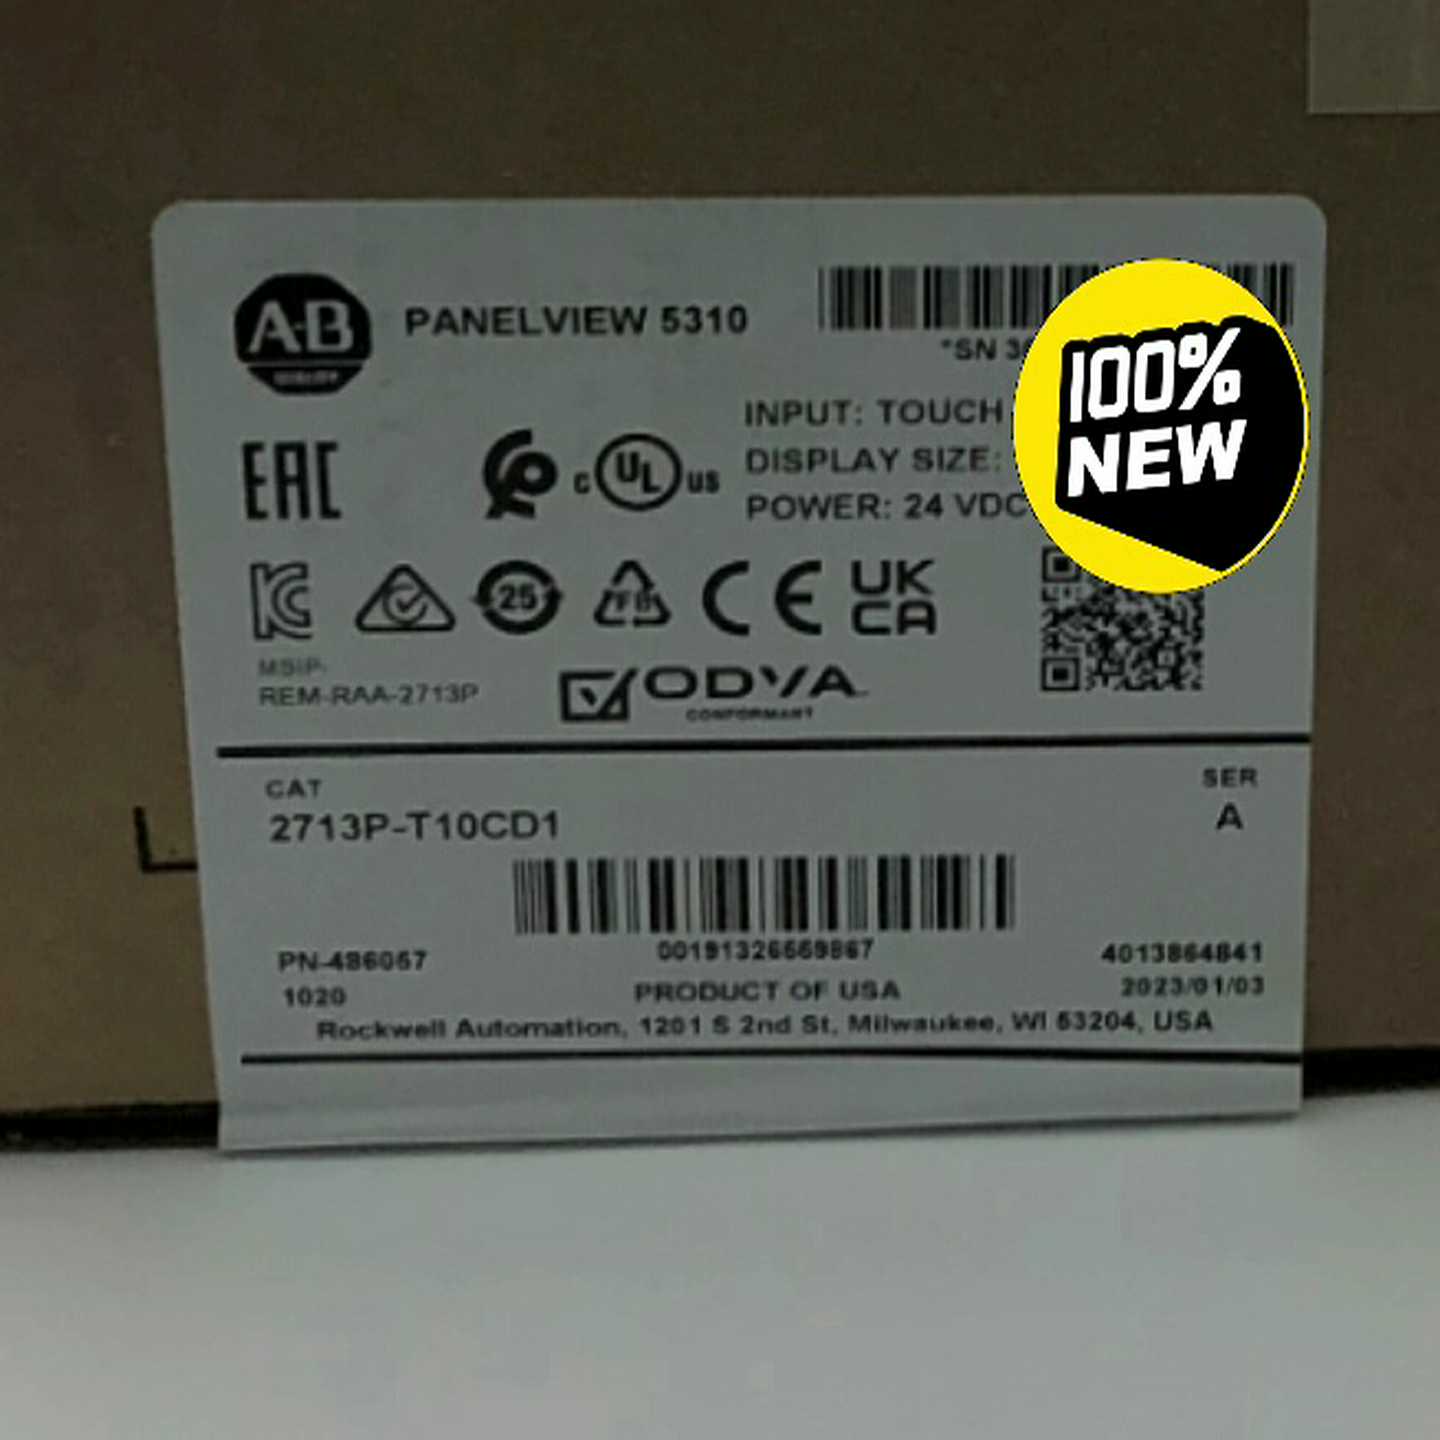 A-B
PANELVIEW 5310
*SN
100%
NEW
INPUT: TOUCH
DISPLAY SIZE:
POWER: 24 VDC
EAC
c UL us
KC
25
UK
CA
CE
MSIP-
REM-RAA-2713P
ODVA
CONFORMANT
CAT
SER
2713P-T10CD1
A
PN-486067
1020
PRODUCT OF USA
4013864841
2023/01/03
Rockwell Automation, 1201 S 2nd St, Milwaukee, WI 53204, USA